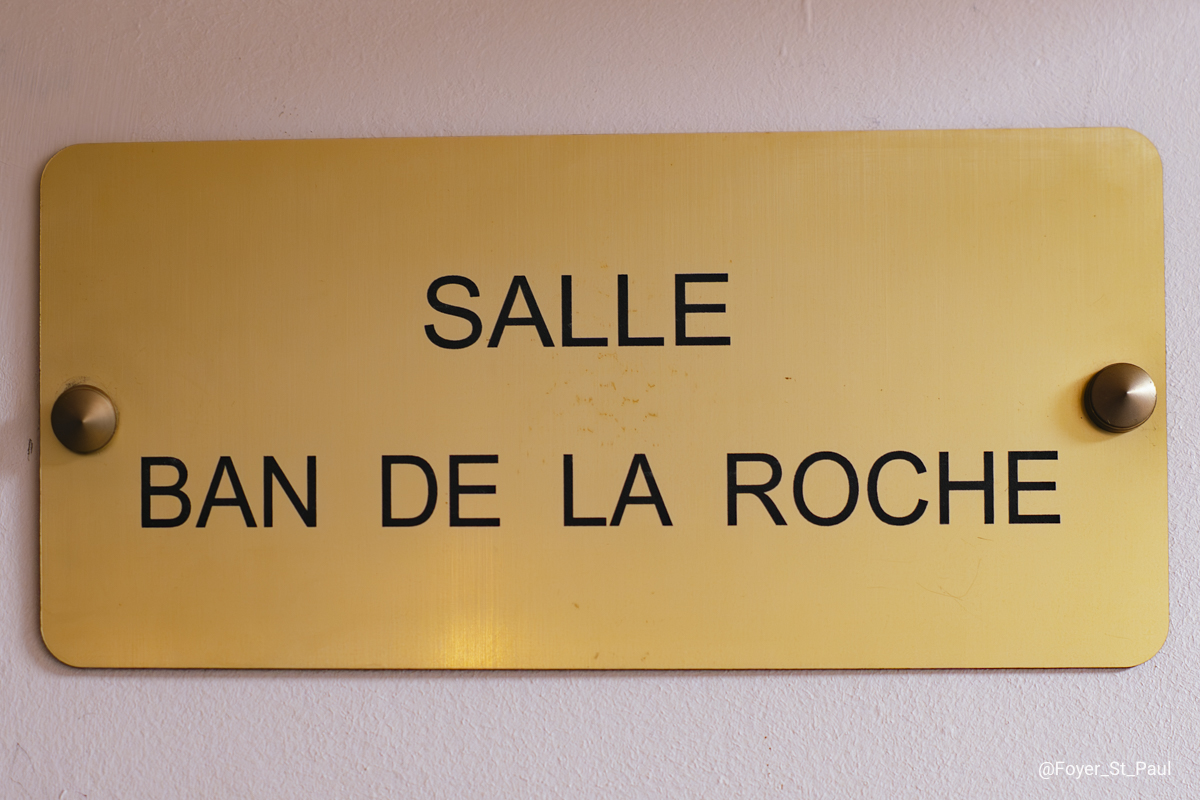 SALLE
BAN DE LA ROCHE
@Foyer_St_Paul